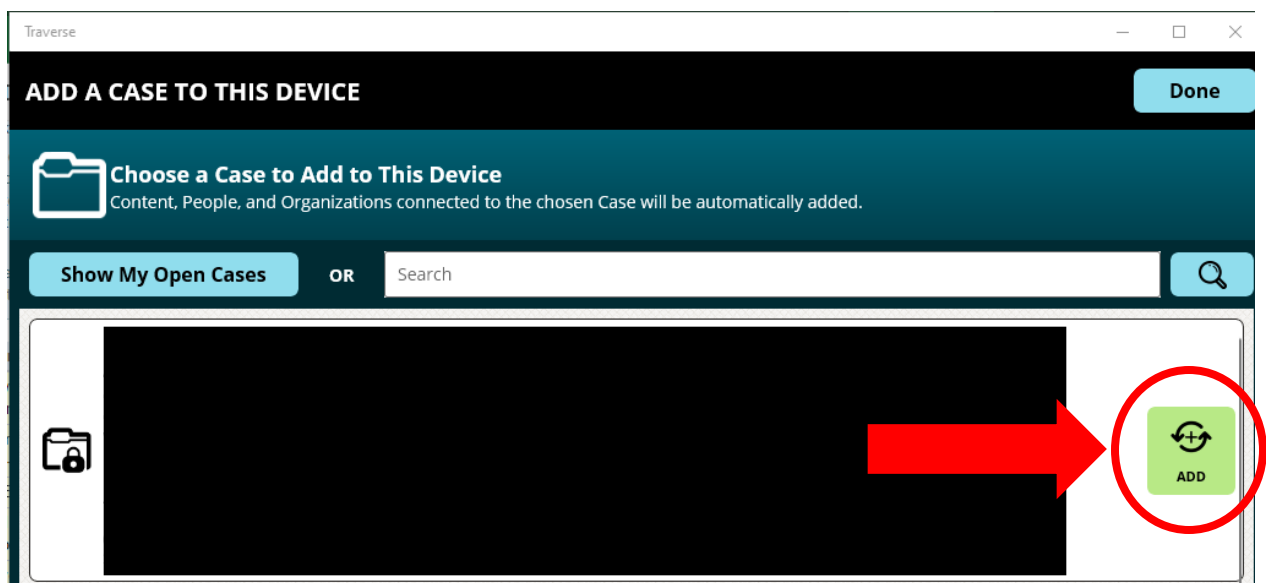 Traverse
ADD A CASE TO THIS DEVICE
Done
Choose a Case to Add to This Device
Content, People, and Organizations connected to the chosen Case will be automatically added.
Show My Open Cases
OR
Search
ADD